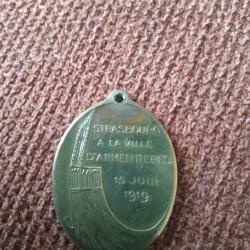 STRASBOURG
A LA VILLE
D'ARMENTIERES
15 JUIN
1919